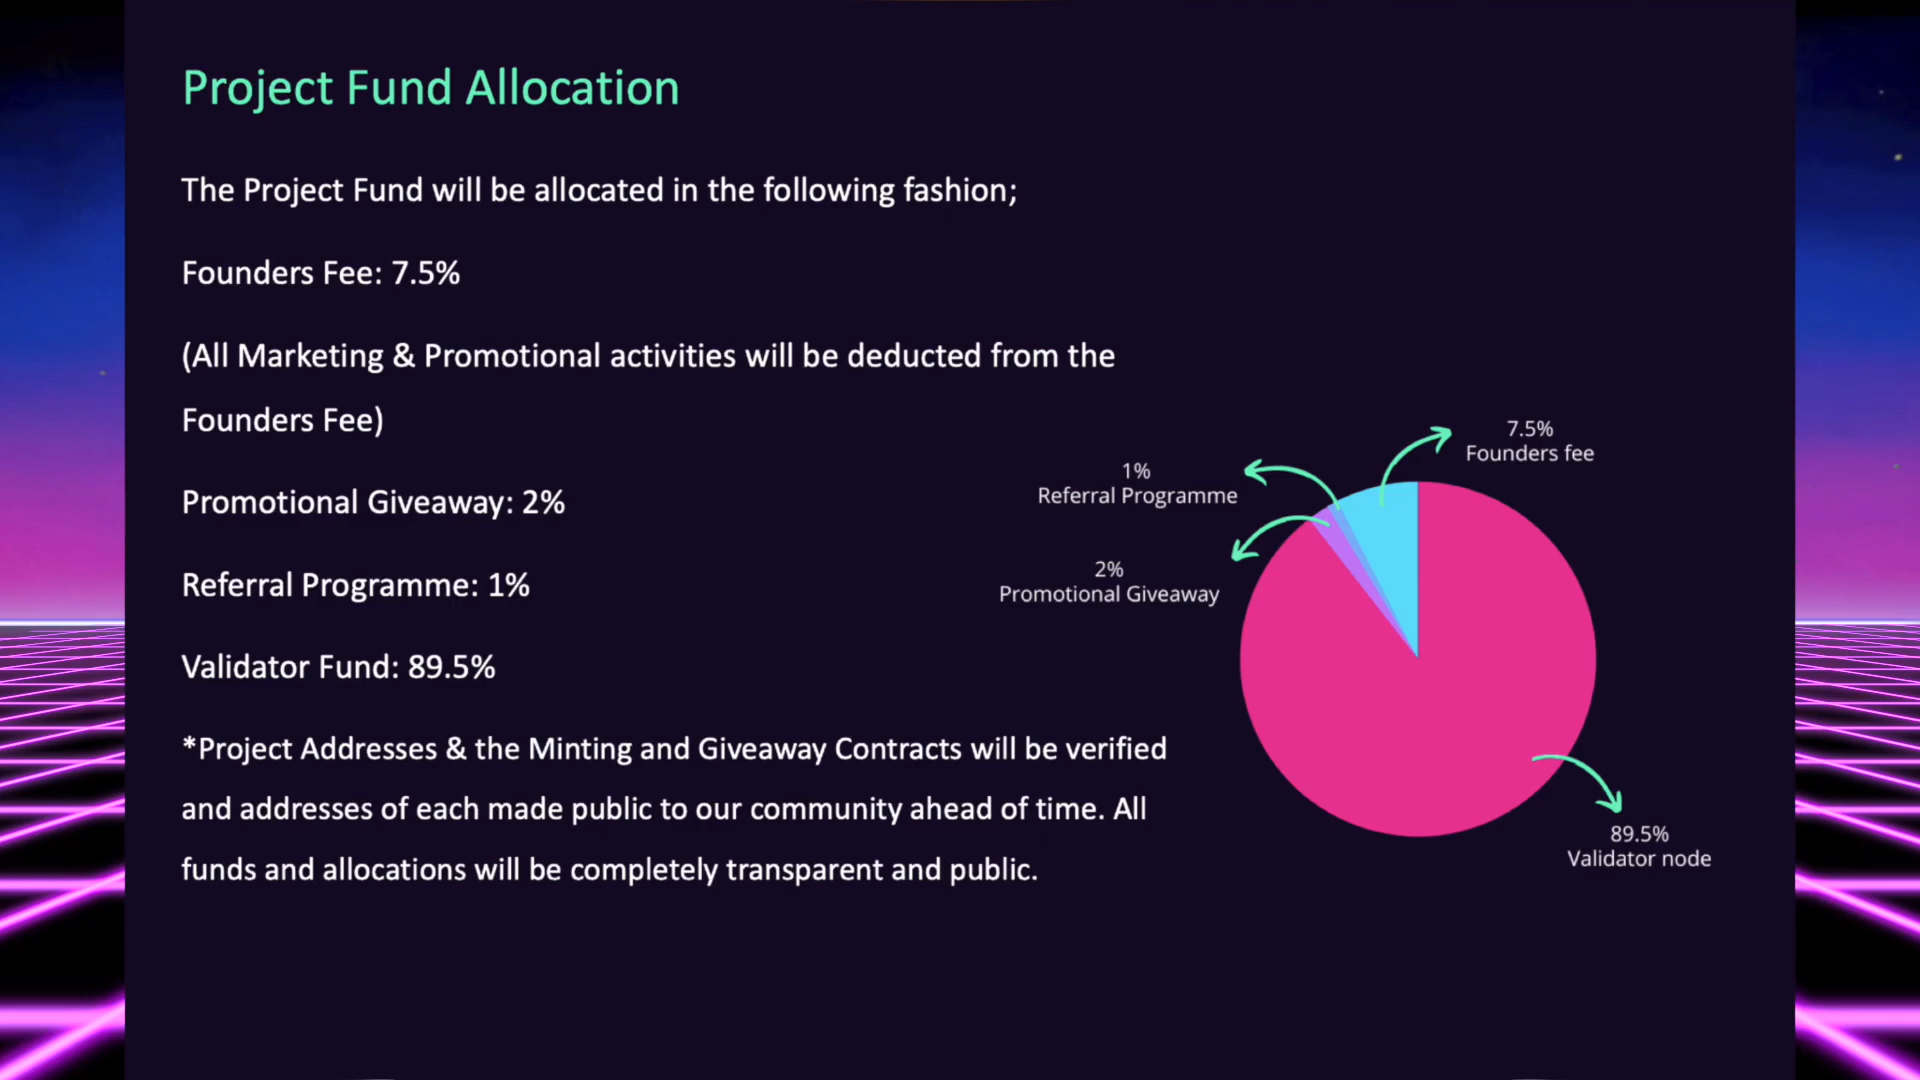 Project Fund Allocation
The Project Fund will be allocated in the following fashion;
Founders Fee: 7.5%
(All Marketing & Promotional activities will be deducted from the
Founders Fee)
Promotional Giveaway: 2%
Referral Programme: 1%
Validator Fund: 89.5%
*Project Addresses & the Minting and Giveaway Contracts will be verified
and addresses of each made public to our community ahead of time. All
funds and allocations will be completely transparent and public.
7.5%
Founders fee
1%
Referral Programme
2%
Promotional Giveaway
89.5%
Validator node